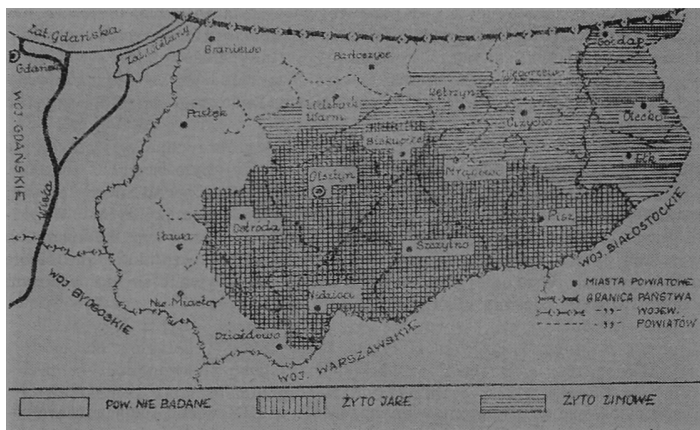 Zat. Gdańska
Zal. Wiślany
Gdańsk
Braniewo
Bartoszyce
Gołdap
Węgorzewo
WOJ. GDAŃSKIE
Pasłęk
Lidzbark
Warm.
Kętrzyn
Giżycko
Olecko
Biskupiec
Ełk
Wisła
Olsztyn
Mrągowo
Ostróda
Pisz
Iława
Szczytno
WOJ. BIAŁOSTOCKIE
WOJ. BYDGOSKIE
Nw. Miasto
Nidzica
Działdowo
WOJ. WARSZAWSKIE
MIASTA POWIATOWE
GRANICA PAŃSTWA
—„— WOJEW.
—„— POWIATÓW
POW. NIE BADANE
ŻYTO JARE
ŻYTO ZIMOWE